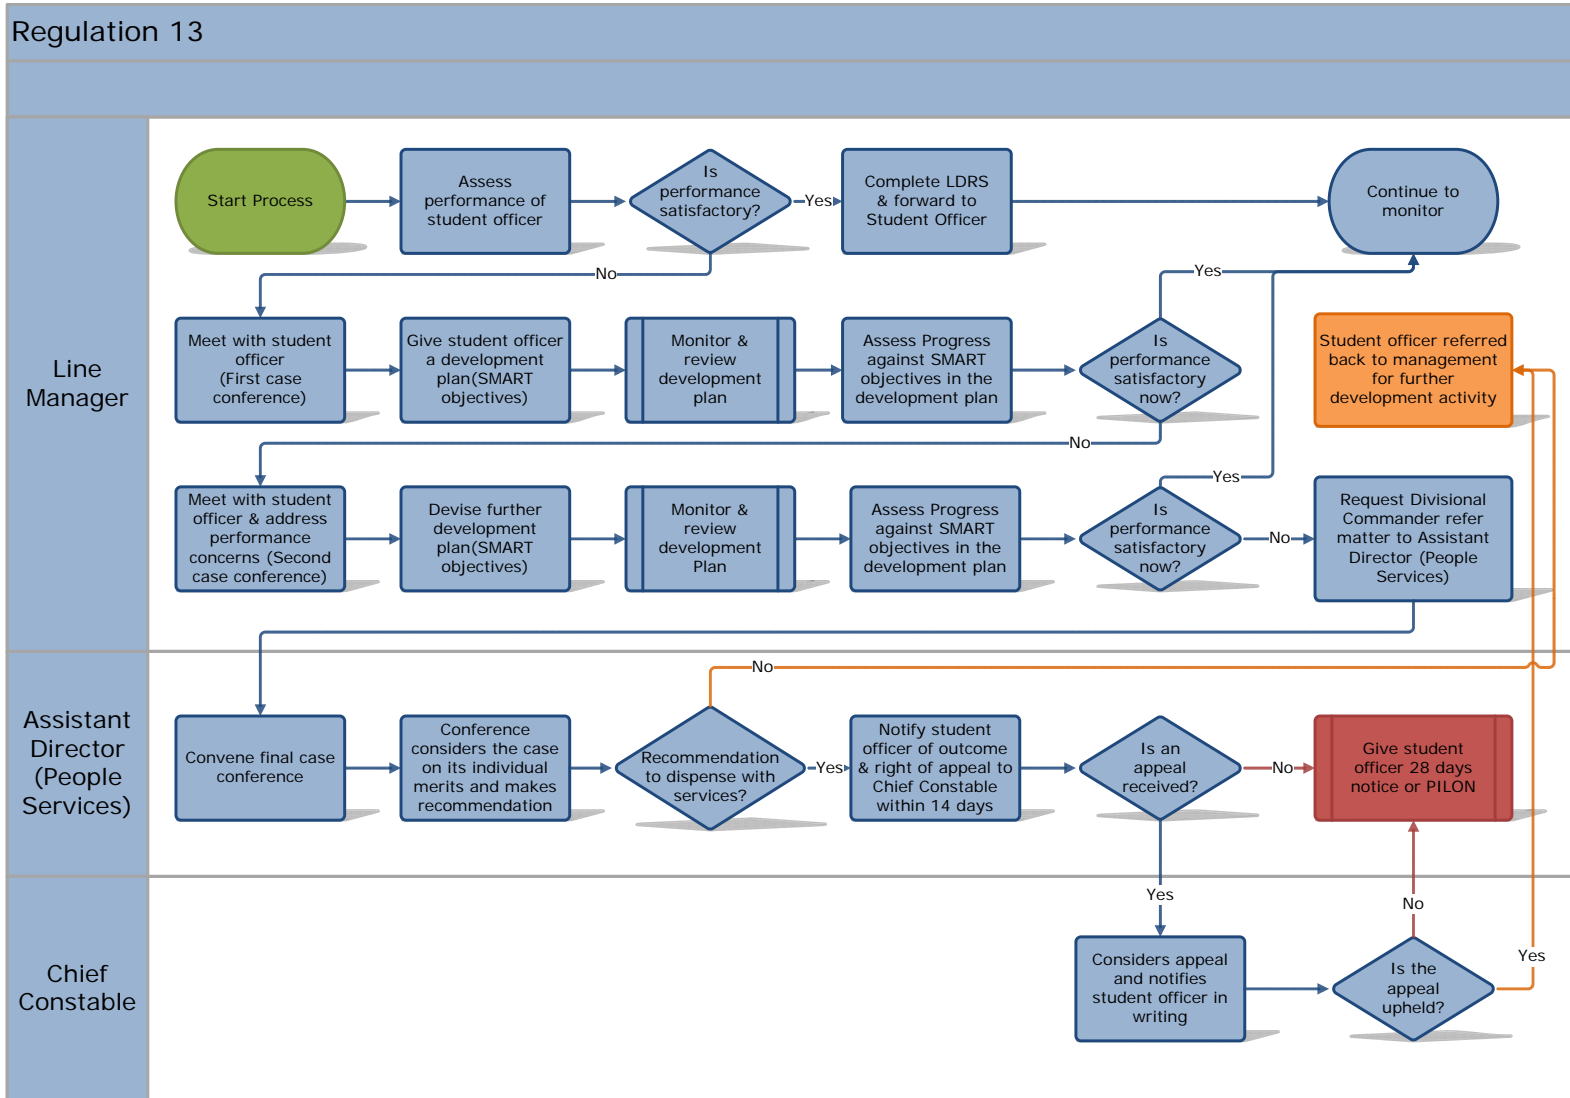 Regulation 13
Line
Manager
Start Process
Assess
performance of
student officer
Is
performance
satisfactory?
Yes
Complete LDRS
& forward to
Student Officer
Continue to
monitor
No
Meet with student
officer
(First case
conference)
Give student officer
a development
plan(SMART
objectives)
Monitor &
review
development
plan
Assess Progress
against SMART
objectives in the
development plan
Is
performance
satisfactory
now?
Yes
Student officer referred
back to management
for further
development activity
No
Meet with student
officer & address
performance
concerns (Second
case conference)
Devise further
development
plan(SMART
objectives)
Monitor &
review
development
Plan
Assess Progress
against SMART
objectives in the
development plan
Is
performance
satisfactory
now?
Yes
No
Request Divisional
Commander refer
matter to Assistant
Director (People
Services)
Assistant
Director
(People
Services)
Convene final case
conference
Conference
considers the case
on its individual
merits and makes
recommendation
Recommendation
to dispense with
services?
No
Yes
Notify student
officer of outcome
& right of appeal to
Chief Constable
within 14 days
Is an
appeal
received?
No
Give student
officer 28 days
notice or PILON
Yes
Chief
Constable
Considers appeal
and notifies
student officer in
writing
Is the
appeal
upheld?
No
Yes